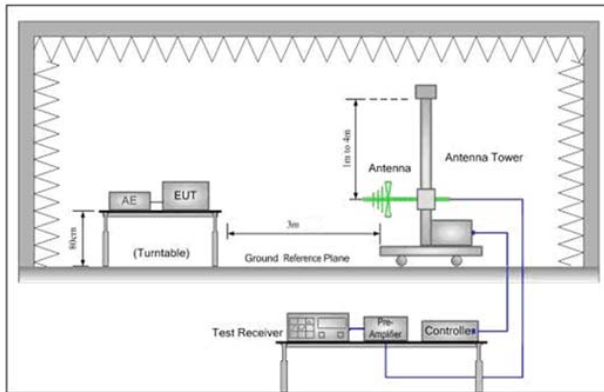 1m to 4m
Antenna
Antenna Tower
AE
EUT
80cm
(Turntable)
3m
Ground Reference Plane
Test Receiver
Pre-
Amplifier
Controller